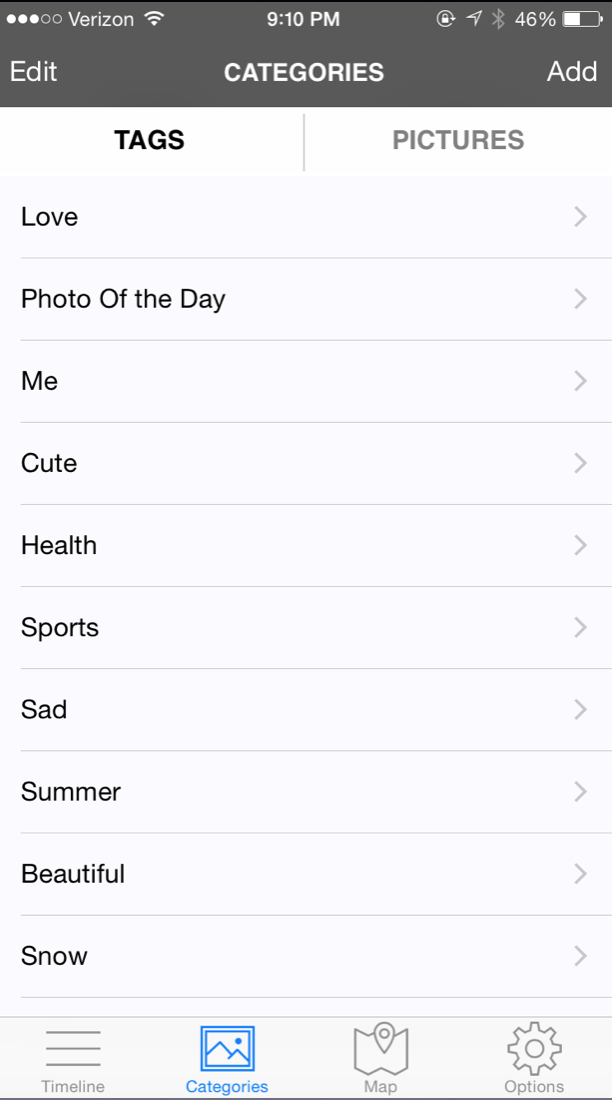 Verizon 9:10 PM 46%
Edit CATEGORIES Add
TAGS PICTURES
Love
Photo Of the Day
Me
Cute
Health
Sports
Sad
Summer
Beautiful
Snow
Timeline Categories Map Options